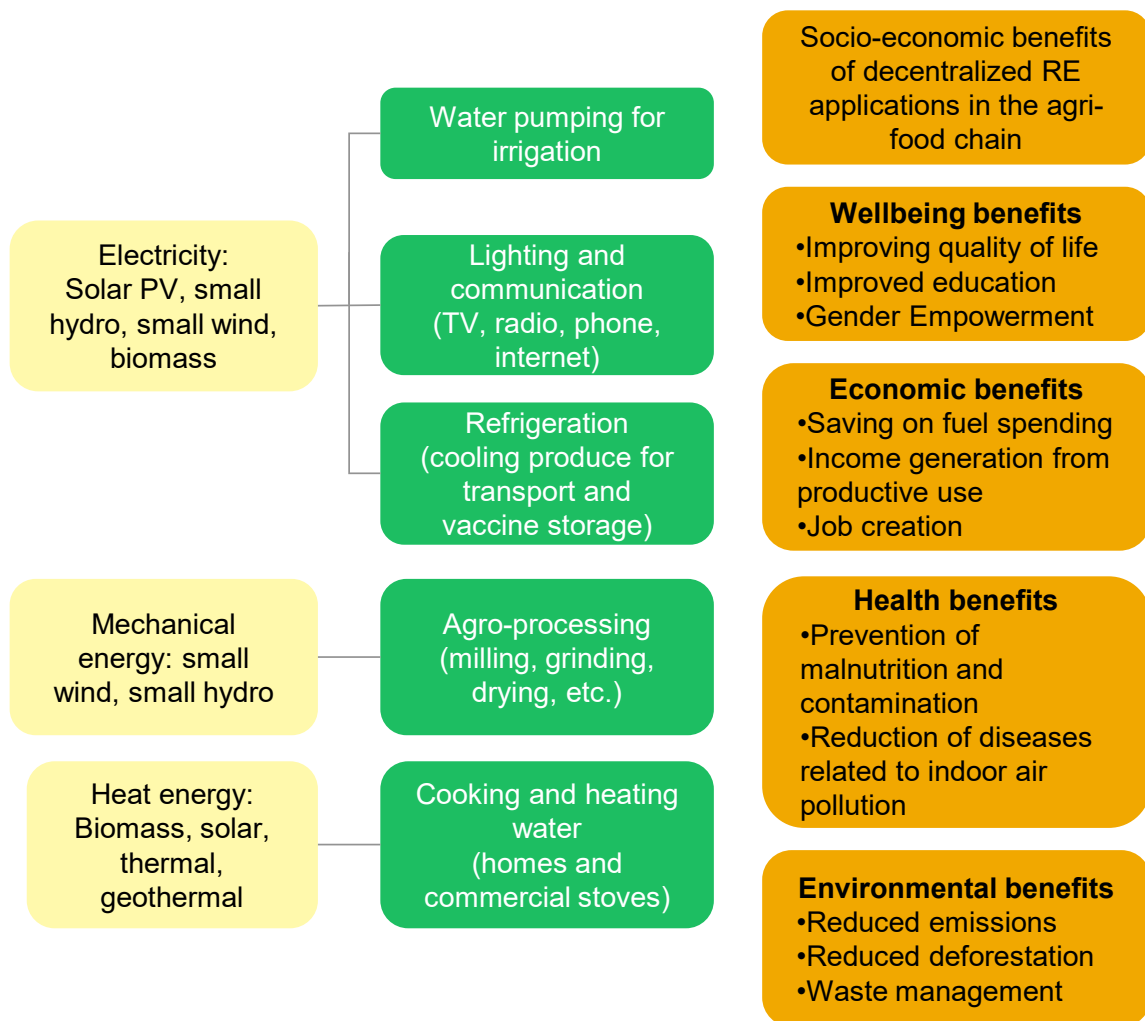 Electricity:
Solar PV, small
hydro, small wind,
biomass
Mechanical
energy: small
wind, small hydro
Heat energy:
Biomass, solar,
thermal,
geothermal
Water pumping for
irrigation
Lighting and
communication
(TV, radio, phone,
internet)
Refrigeration
(cooling produce for
transport and
vaccine storage)
Agro-processing
(milling, grinding,
drying, etc.)
Cooking and heating
water
(homes and
commercial stoves)
Socio-economic benefits
of decentralized RE
applications in the agri-
food chain
Wellbeing benefits
•Improving quality of life
•Improved education
•Gender Empowerment
Economic benefits
•Saving on fuel spending
•Income generation from
productive use
•Job creation
Health benefits
•Prevention of
malnutrition and
contamination
•Reduction of diseases
related to indoor air
pollution
Environmental benefits
•Reduced emissions
•Reduced deforestation
•Waste management